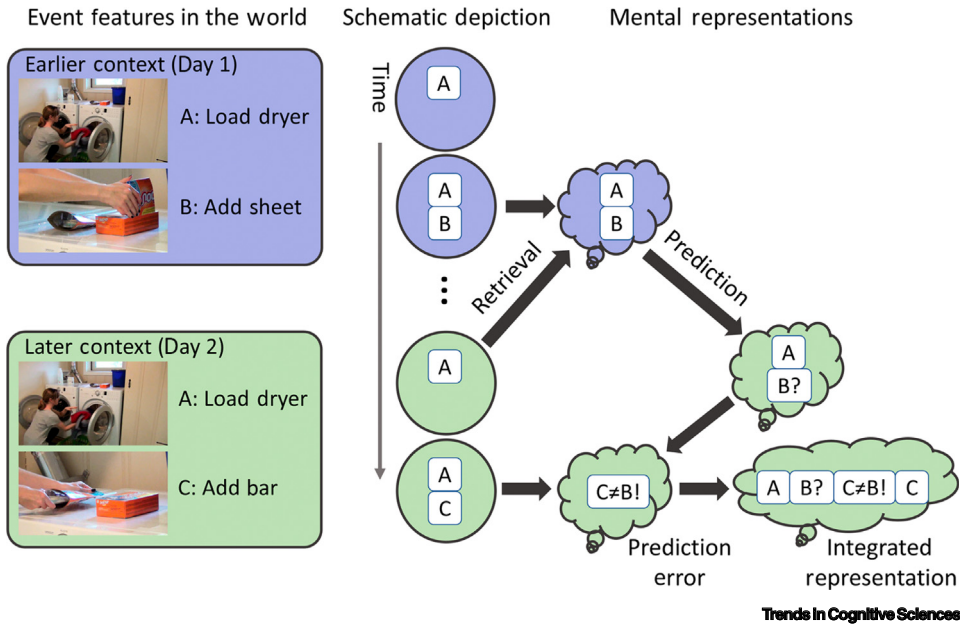 Event features in the world
Schematic depiction
Mental representations
Earlier context (Day 1)
A: Load dryer
B: Add sheet
Later context (Day 2)
A: Load dryer
C: Add bar
Time
A
A
B
...
A
A
C
Retrieval
A
B
Prediction
A
B?
C≠B!
Prediction
error
A B? C≠B! C
Integrated
representation
Trends in Cognitive Sciences